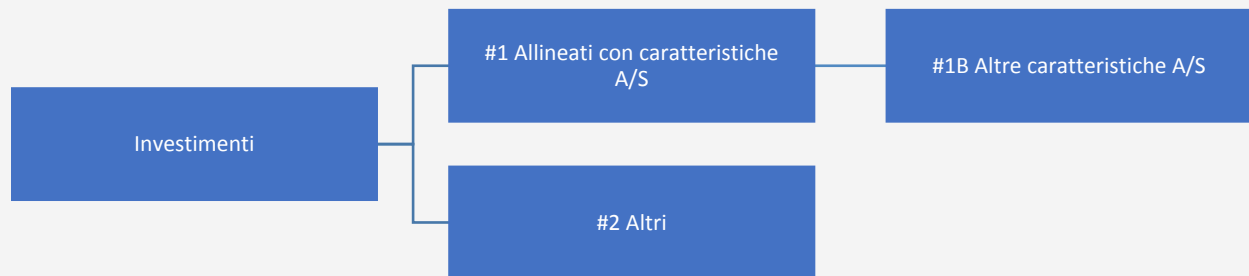 Investimenti
#1 Allineati con caratteristiche
A/S
#1B Altre caratteristiche A/S
#2 Altri